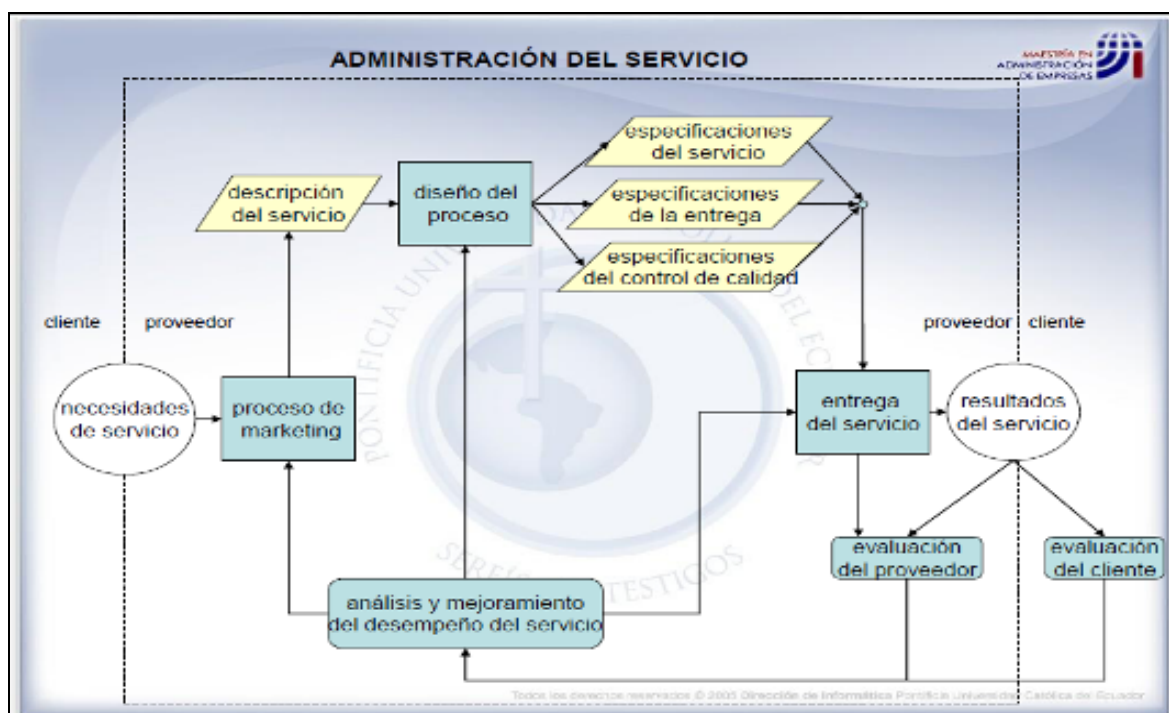 ADMINISTRACIÓN DEL SERVICIO
MAESTRÍA EN
ADMINISTRACIÓN
DE EMPRESAS
especificaciones
del servicio
descripción
del servicio
diseño del
proceso
especificaciones
de la entrega
especificaciones
del control de calidad
cliente
proveedor
proveedor
cliente
necesidades
de servicio
proceso de
marketing
entrega
del servicio
resultados
del servicio
evaluación
del proveedor
evaluación
del cliente
análisis y mejoramiento
del desempeño del servicio
PONTIFICIA UNIVERSIDAD CATÓLICA DEL ECUADOR
SERÉIS MIS TESTIGOS
Todos los derechos reservados © 2005 Dirección de Informática Pontificia Universidad Católica del Ecuador